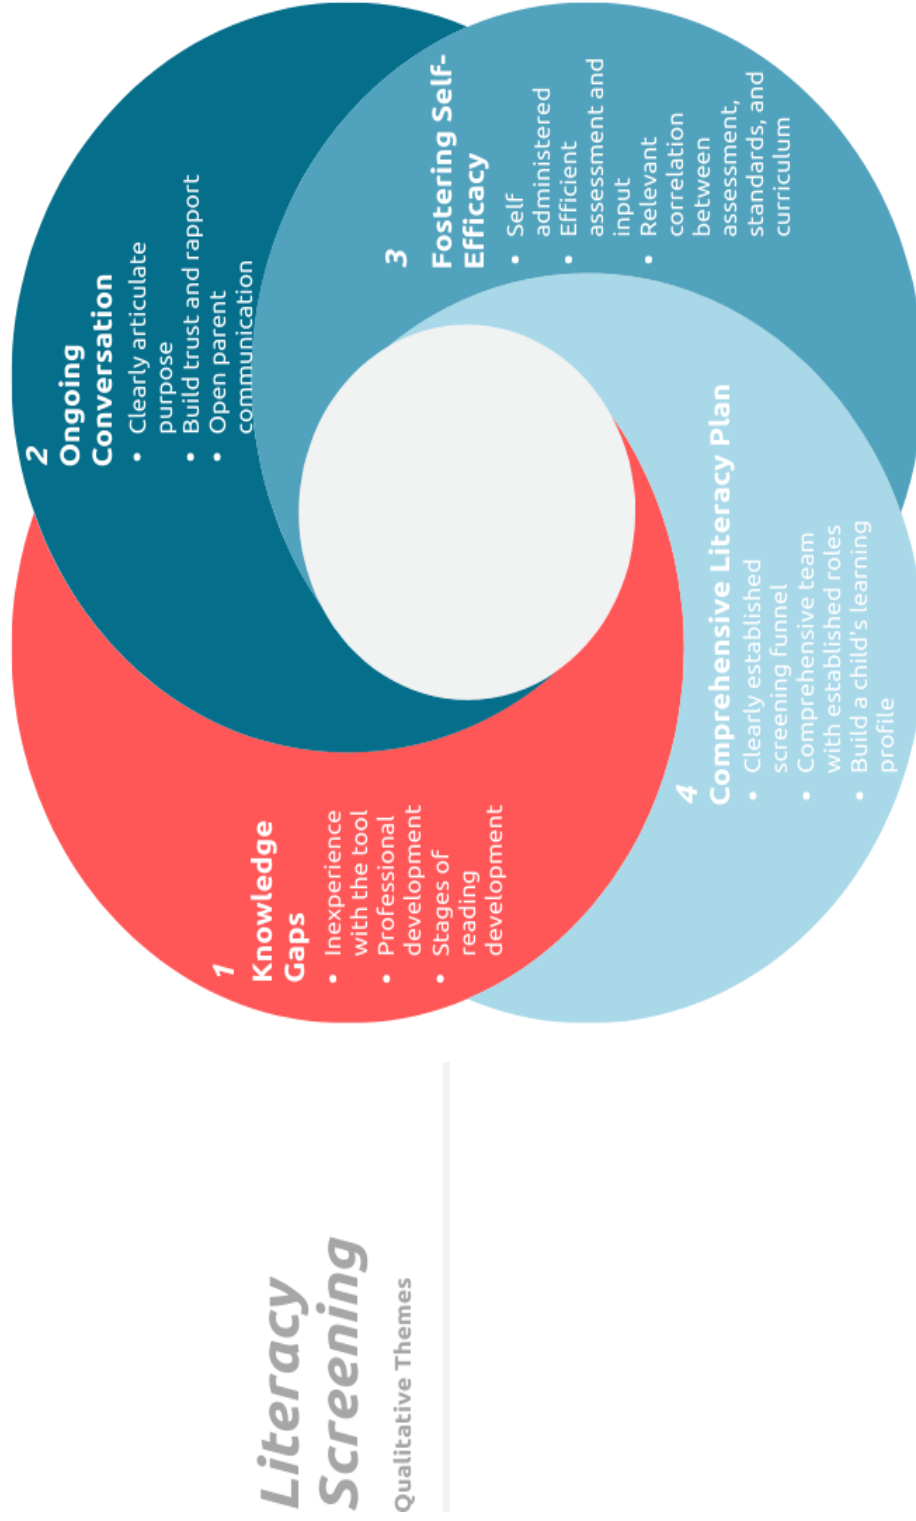 Literacy
Screening
Qualitative Themes
1
Knowledge
Gaps
• Inexperience
with the tool
• Professional
development
• Stages of
reading
development
2
Ongoing
Conversation
• Clearly articulate
purpose
• Build trust and rapport
• Open parent
communication
3
Fostering Self-
Efficacy
• Self
administered
• Efficient
assessment and
input
• Relevant
correlation
between
assessment,
standards, and
curriculum
4
Comprehensive Literacy Plan
• Clearly established
screening funnel
• Comprehensive team
with established roles
• Build a child's learning
profile